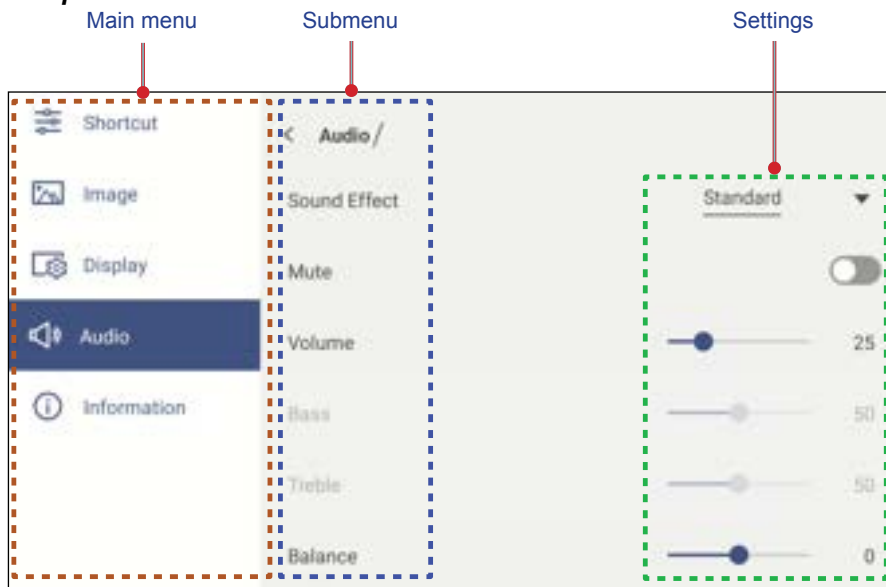 Main menu Submenu Settings
Shortcut
Image
Display
Audio
Information
< Audio/
Sound Effect Standard
Mute
Volume 25
Bass 50
Treble 50
Balance 0